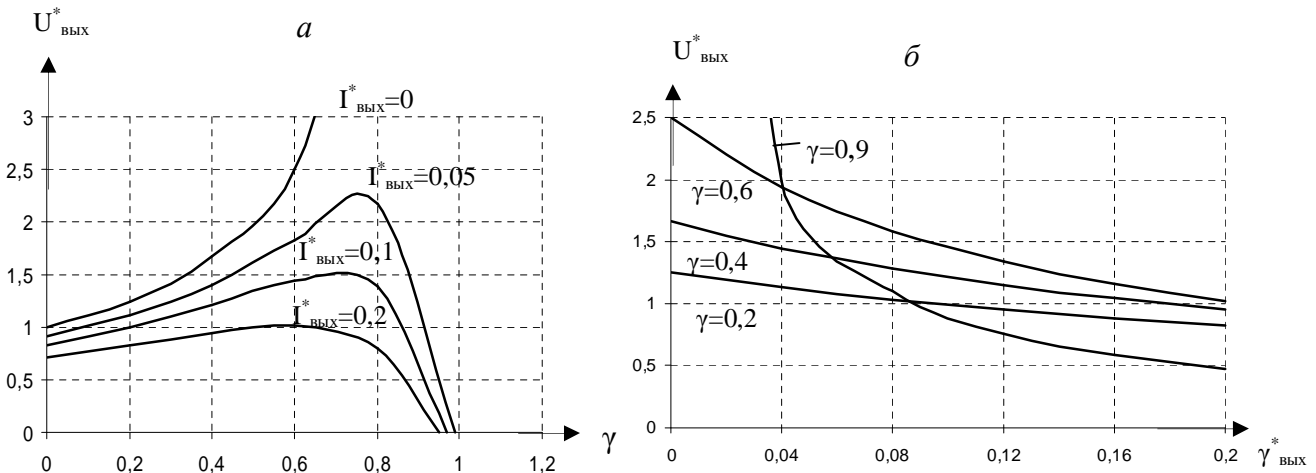 U*вых
а
I*вых=0
I*вых=0,05
I*вых=0,1
I*вых=0,2
3
2,5
2
1,5
1
0,5
0
0 0,2 0,4 0,6 0,8 1 1,2
γ
U*вых
б
γ=0,9
γ=0,6
γ=0,4
γ=0,2
2,5
2
1,5
1
0,5
0
0 0,04 0,08 0,12 0,16 0,2
γ*вых